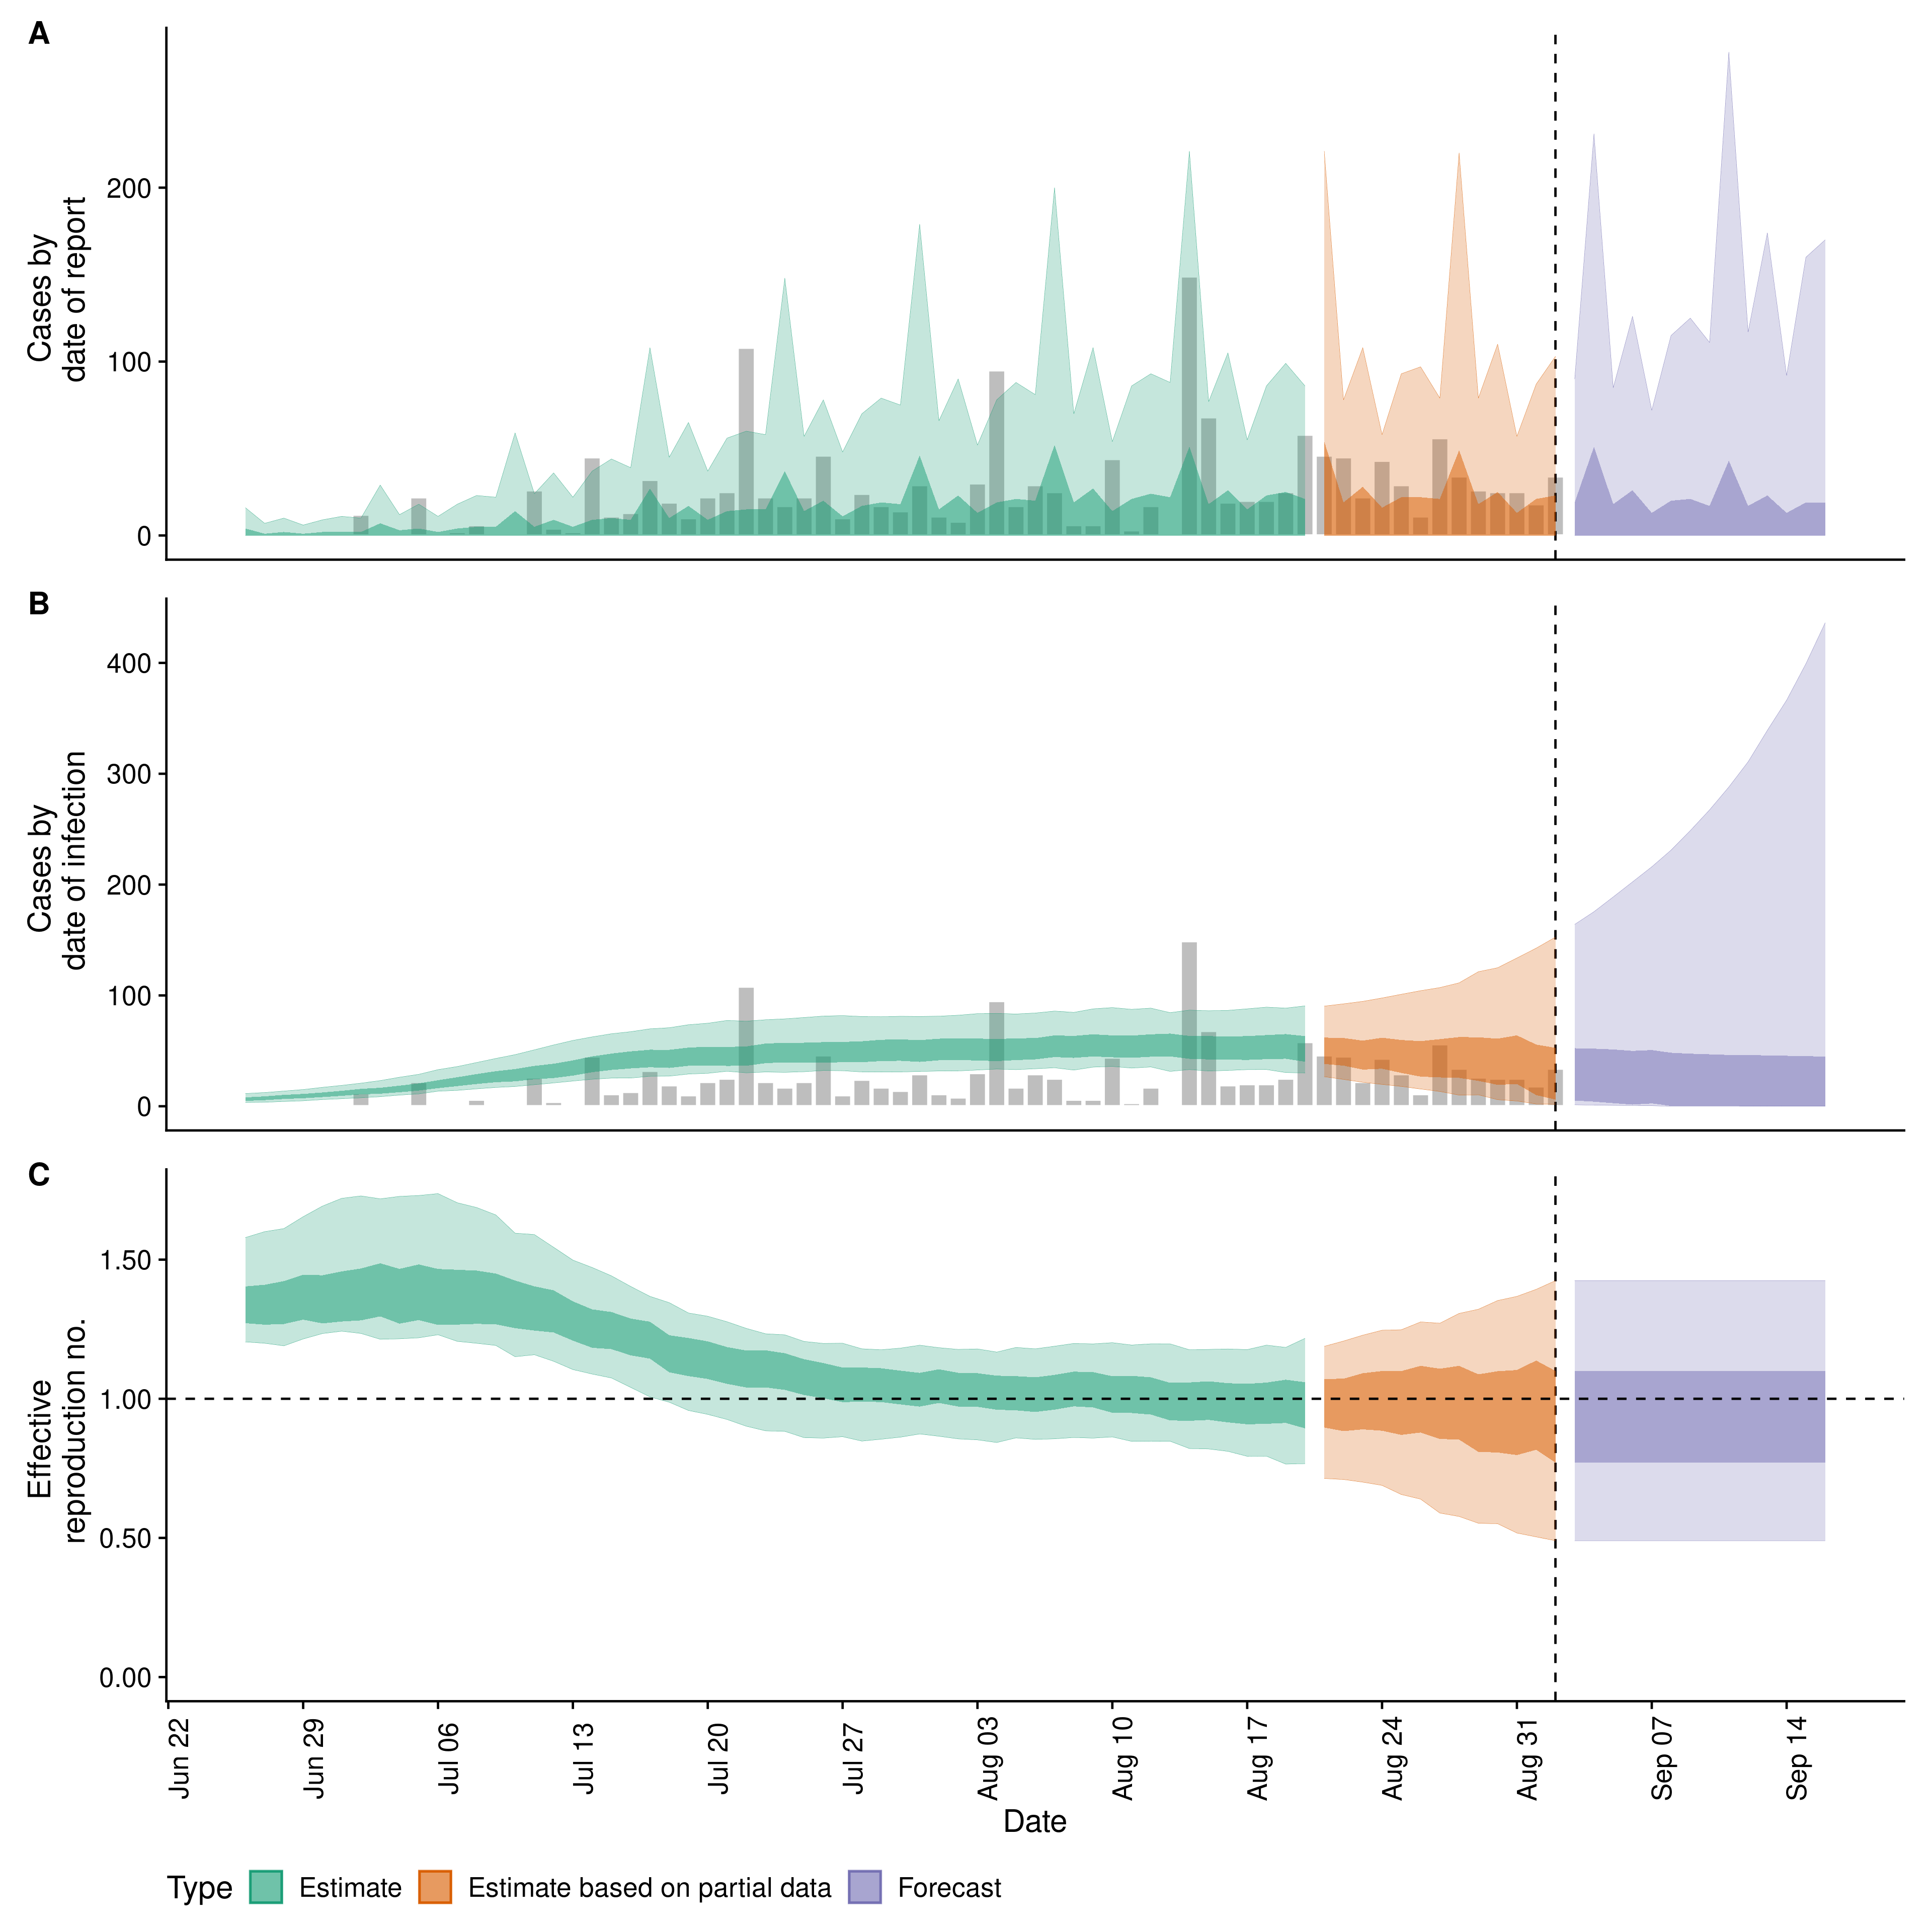 A
Cases by
date of report
200
100
0
B
Cases by
date of infection
400
300
200
100
0
C
Effective
reproduction no.
1.50
1.00
0.50
0.00
Jun 22
Jun 29
Jul 06
Jul 13
Jul 20
Jul 27
Aug 03
Aug 10
Aug 17
Aug 24
Aug 31
Sep 07
Sep 14
Date
Type Estimate Estimate based on partial data Forecast